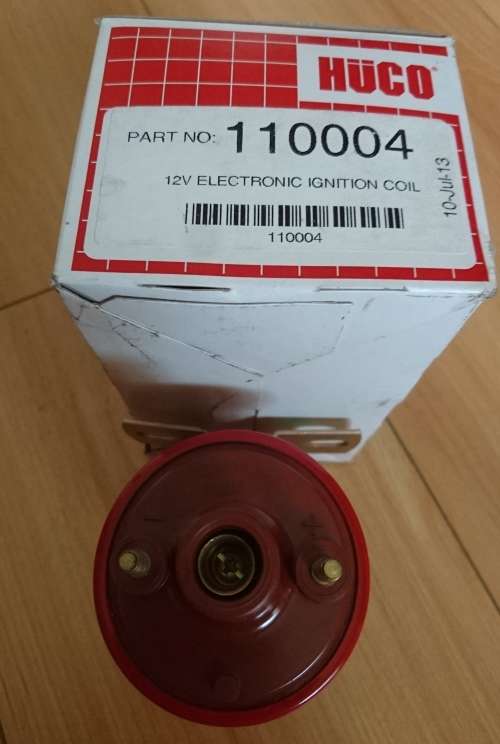 HÜCO
PART NO: 110004
12V ELECTRONIC IGNITION COIL
110004
10-Jul-13